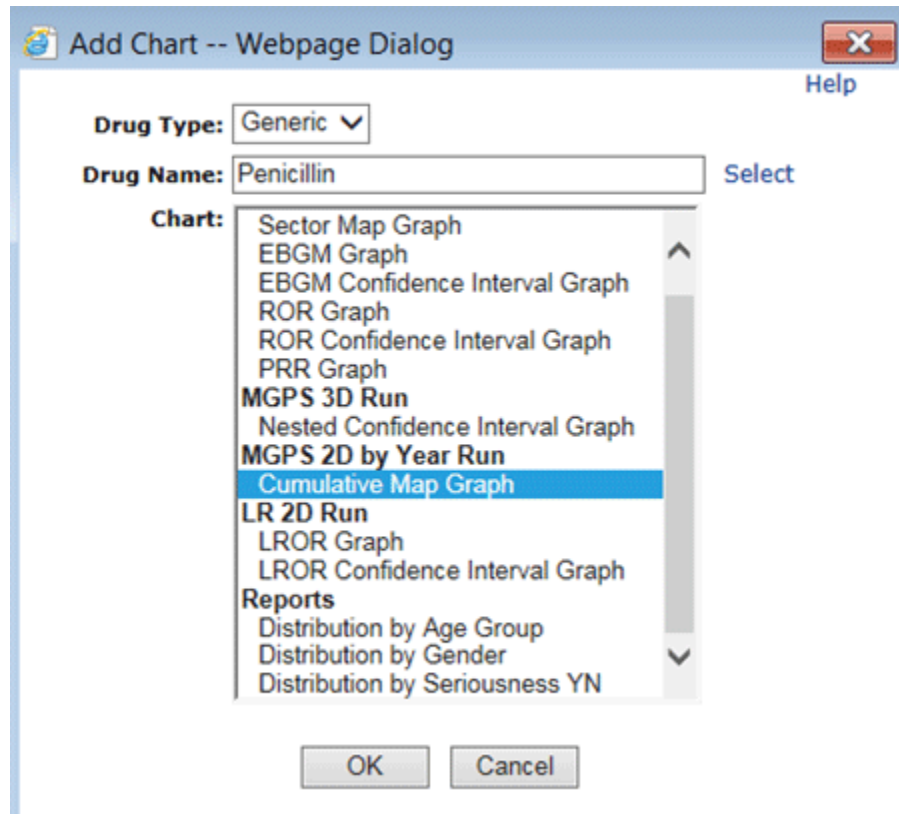 Add Chart -- Webpage Dialog
Help
Drug Type: Generic
Drug Name: Penicillin Select
Chart:
Sector Map Graph
EBGM Graph
EBGM Confidence Interval Graph
ROR Graph
ROR Confidence Interval Graph
PRR Graph
MGPS 3D Run
Nested Confidence Interval Graph
MGPS 2D by Year Run
Cumulative Map Graph
LR 2D Run
LROR Graph
LROR Confidence Interval Graph
Reports
Distribution by Age Group
Distribution by Gender
Distribution by Seriousness YN
OK Cancel